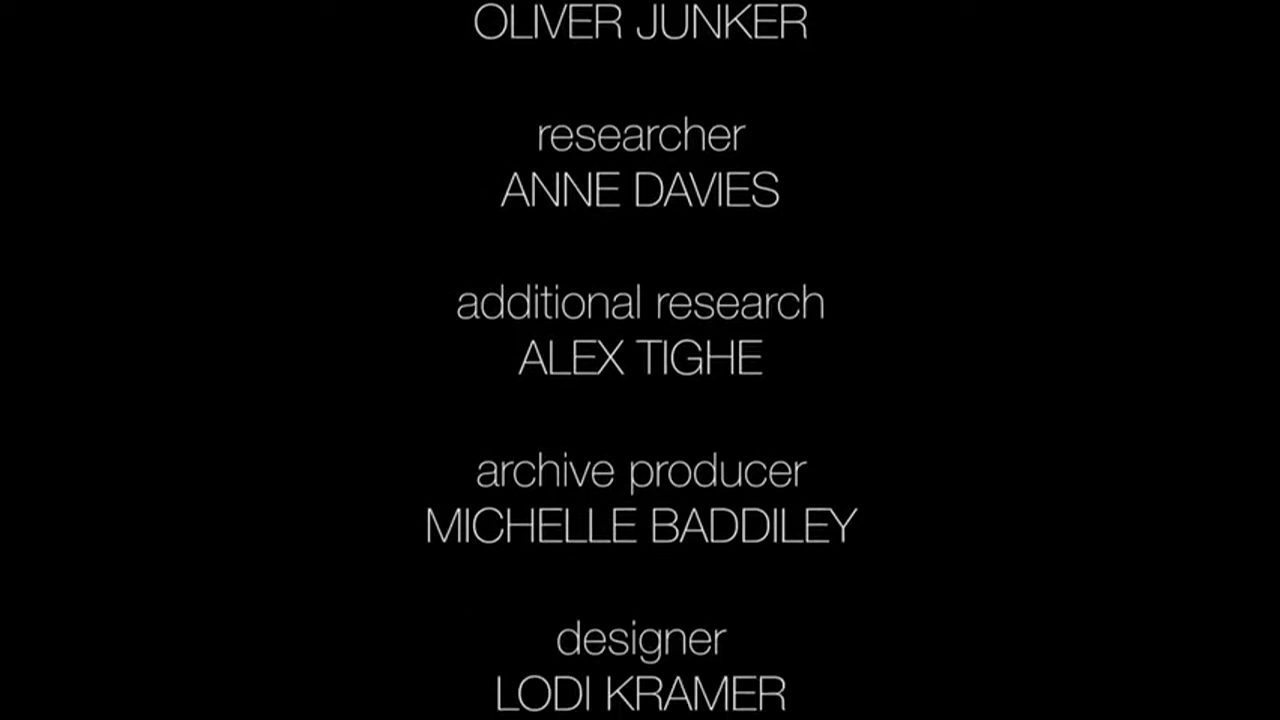 OLIVER JUNKER
researcher
ANNE DAVIES
additional research
ALEX TIGHE
archive producer
MICHELLE BADDILEY
designer
LODI KRAMER